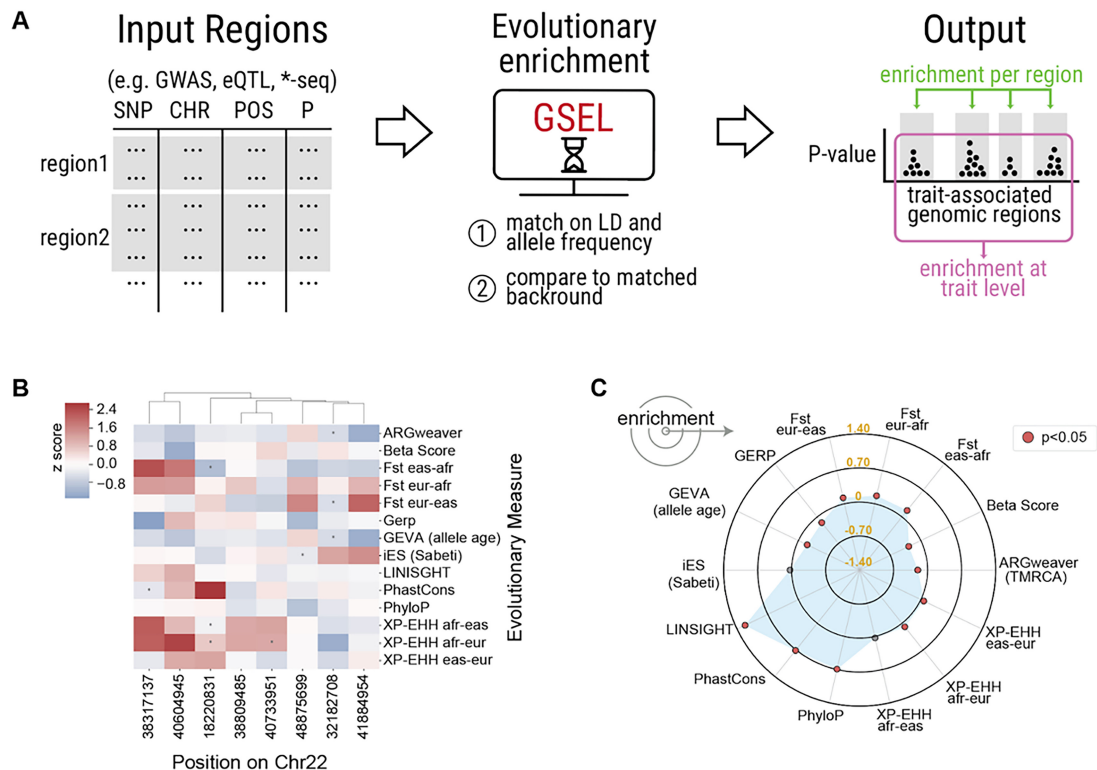 A
Input Regions
(e.g. GWAS, eQTL, *-seq)
SNP CHR POS P
region1
region2
Evolutionary
enrichment
GSEL
1 match on LD and
allele frequency
2 compare to matched
backround
Output
enrichment per region
P-value
trait-associated
genomic regions
enrichment at
trait level
B
z score
2.4
1.6
0.8
0.0
−0.8
ARGweaver
Beta Score
Fst eas-afr
Fst eur-afr
Fst eur-eas
Gerp
GEVA (allele age)
iES (Sabeti)
LINISGHT
PhastCons
PhyloP
XP-EHH afr-eas
XP-EHH afr-eur
XP-EHH eas-eur
Evolutionary Measure
38317137
40604945
18220831
38809485
40733951
48875699
32182708
41884954
Position on Chr22
C
enrichment
p<0.05
1.40
0.70
0
-0.70
-1.40
Fst
eur-eas
Fst
eur-afr
Fst
eas-afr
Beta Score
ARGweaver
(TMRCA)
XP-EHH
eas-eur
XP-EHH
afr-eur
XP-EHH
afr-eas
PhyloP
PhastCons
LINSIGHT
iES
(Sabeti)
GEVA
(allele age)
GERP